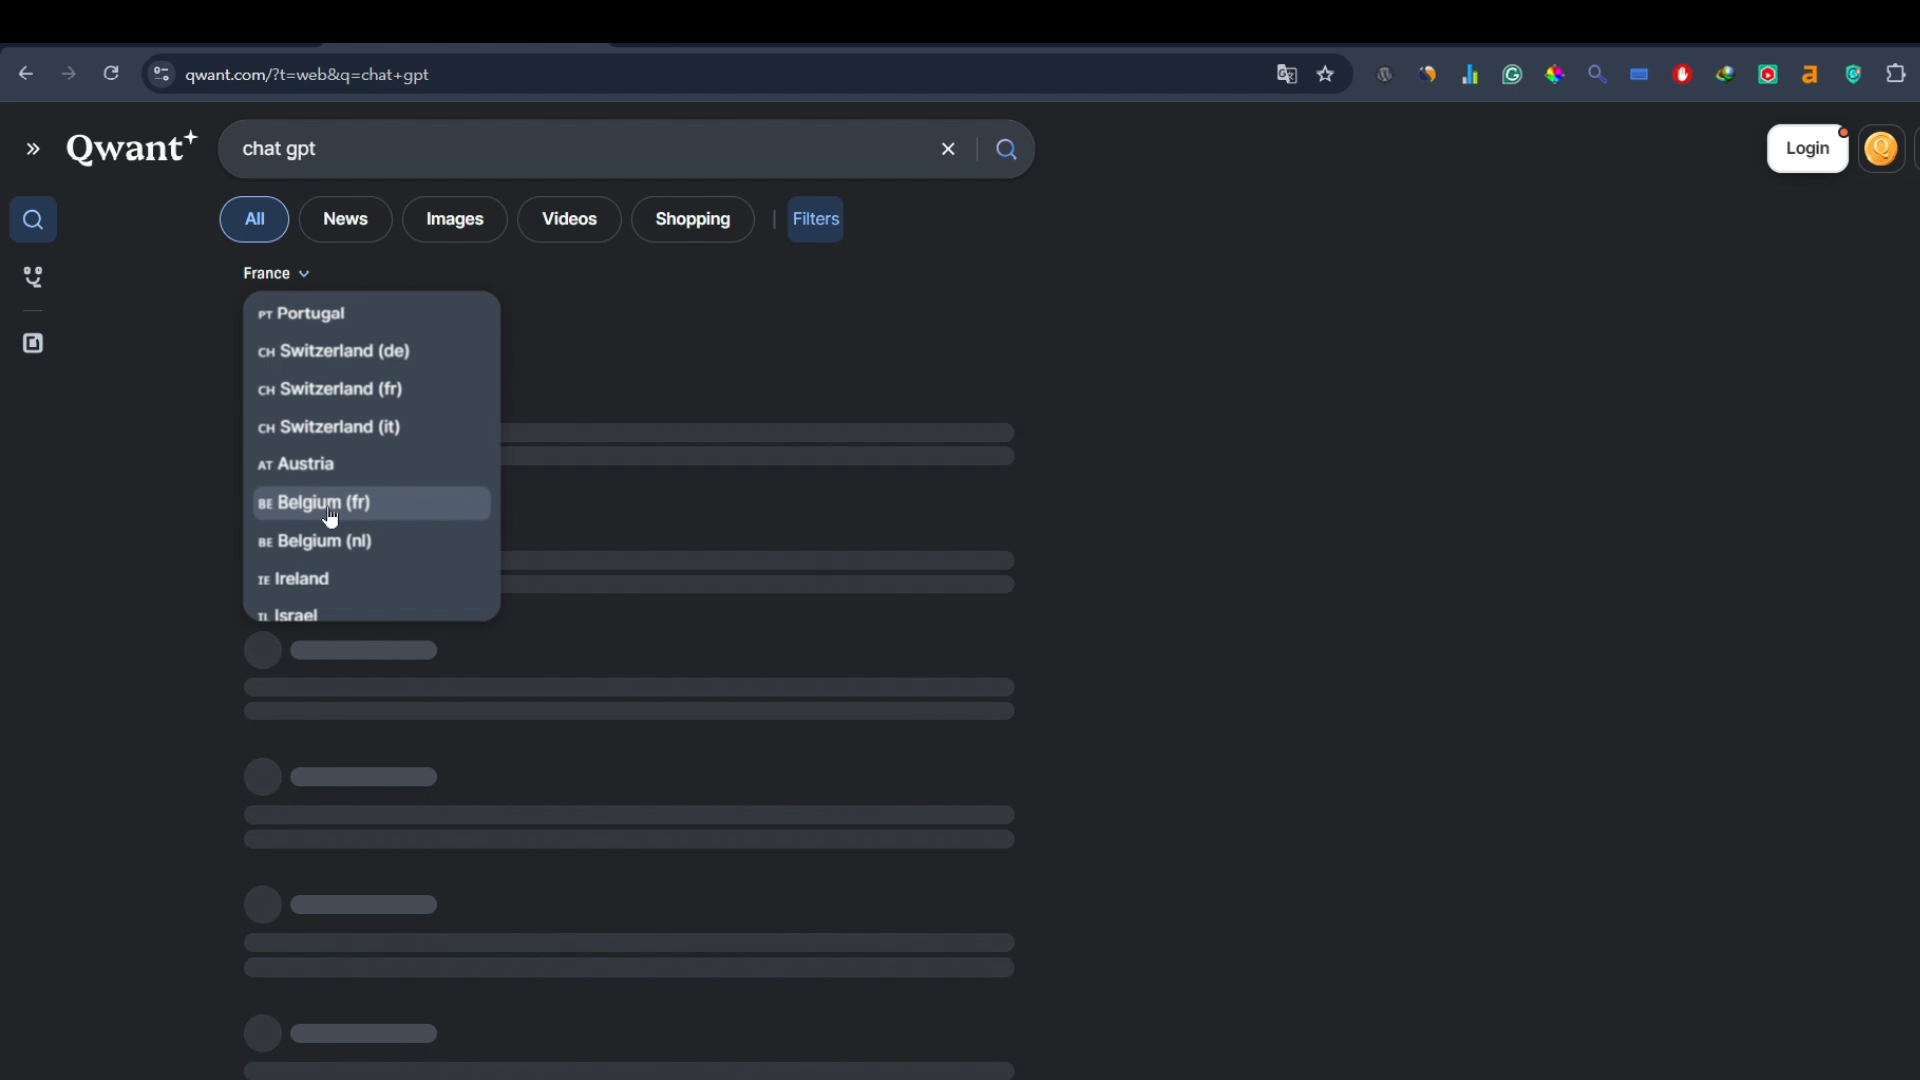 qwant.com/?t=web&q=chat+gpt
Qwant+
chat gpt
Login
All
News
Images
Videos
Shopping
Filters
France
PT Portugal
CH Switzerland (de)
CH Switzerland (fr)
CH Switzerland (it)
AT Austria
BE Belgium (fr)
BE Belgium (nl)
IE Ireland
IL Israel